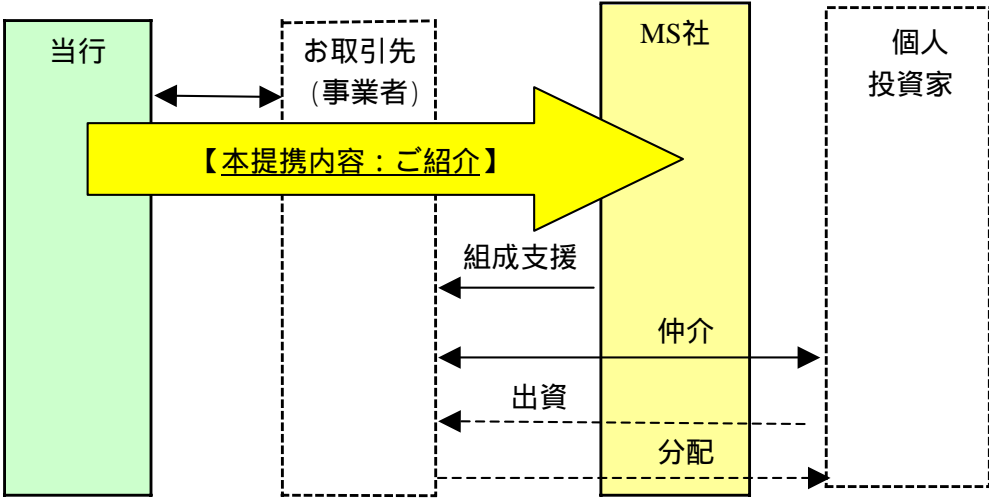 当行
お取引先
（事業者）
MS社
個人
投資家
【本提携内容：ご紹介】
組成支援
仲介
出資
分配